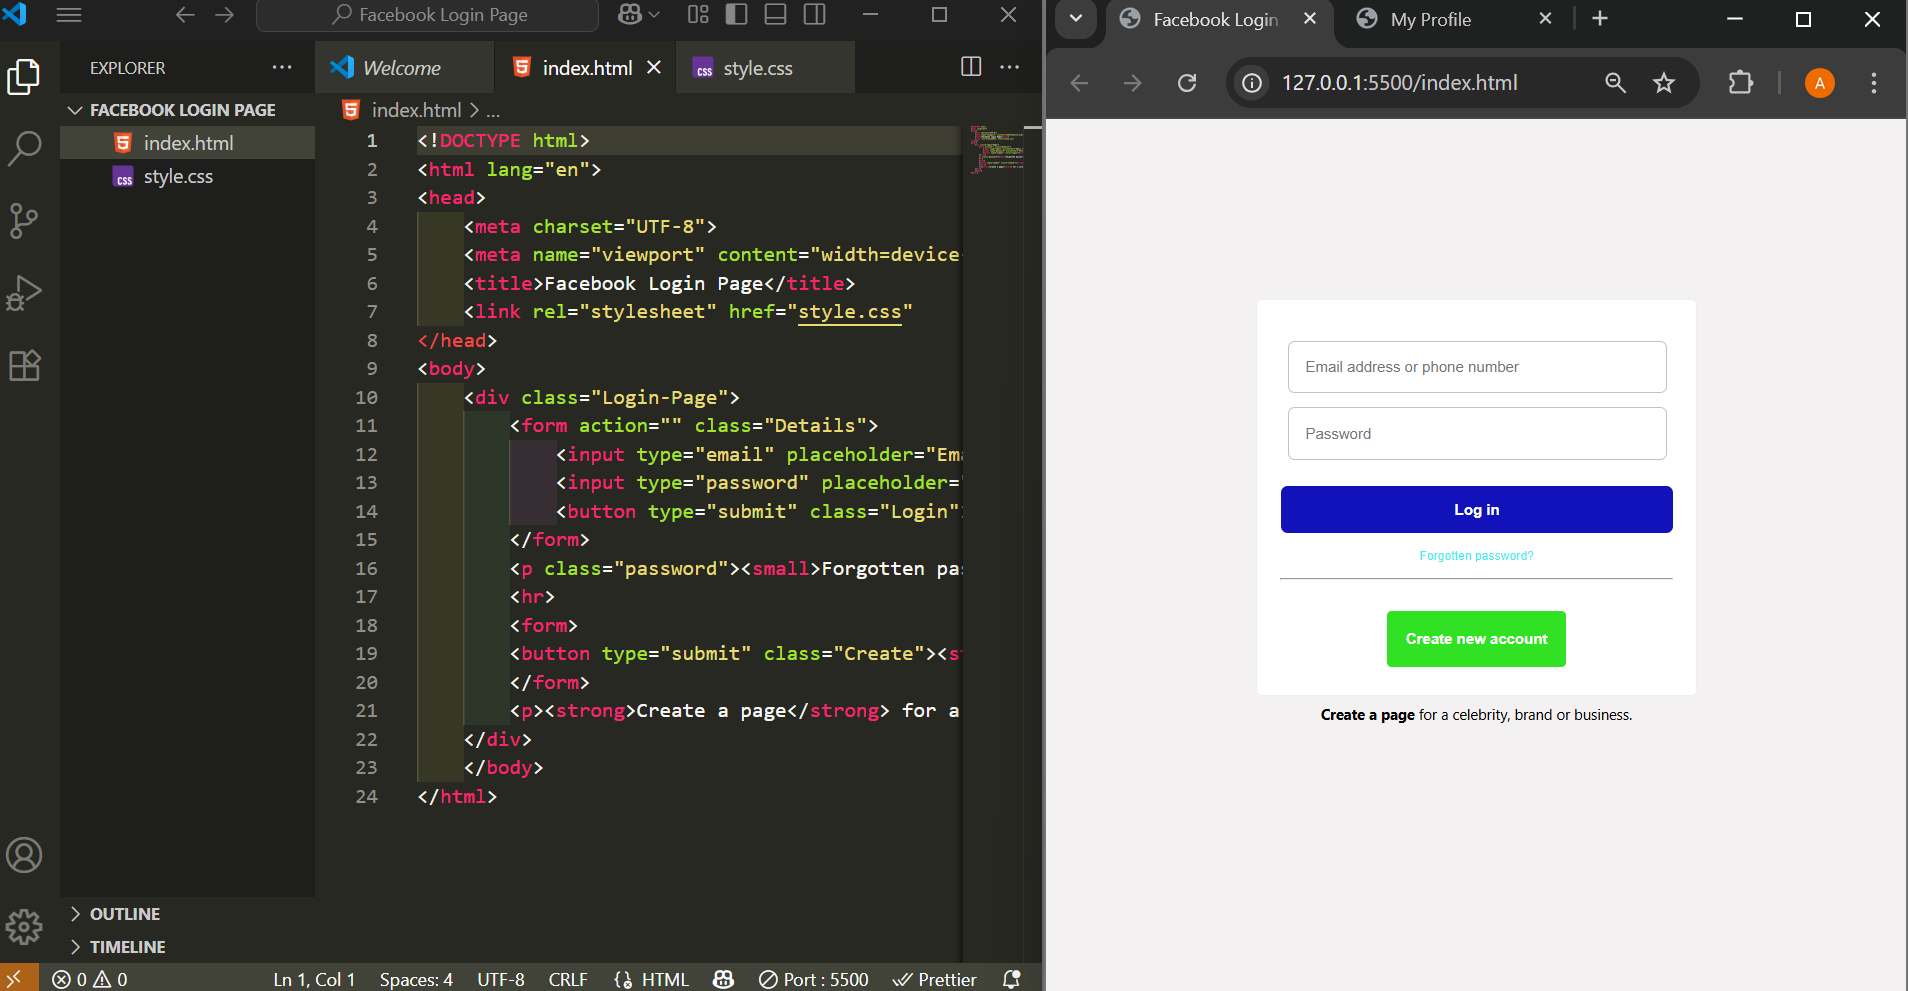 Facebook Login Page
EXPLORER
Welcome
index.html
style.css
FACEBOOK LOGIN PAGE
index.html
style.css
index.html > ...
1 <!DOCTYPE html>
2 <html lang="en">
3 <head>
4 <meta charset="UTF-8">
5 <meta name="viewport" content="width=device-
6 <title>Facebook Login Page</title>
7 <link rel="stylesheet" href="style.css"
8 </head>
9 <body>
10 <div class="Login-Page">
11 <form action="" class="Details">
12 <input type="email" placeholder="Ema
13 <input type="password" placeholder="
14 <button type="submit" class="Login">
15 </form>
16 <p class="password"><small>Forgotten pas
17 <hr>
18 <form>
19 <button type="submit" class="Create"><st
20 </form>
21 <p><strong>Create a page</strong> for a
22 </div>
23 </body>
24 </html>
OUTLINE
TIMELINE
0 0 Ln 1, Col 1 Spaces: 4 UTF-8 CRLF {} HTML Port : 5500 Prettier
Facebook Login
My Profile
127.0.0.1:5500/index.html
A
Email address or phone number
Password
Log in
Forgotten password?
Create new account
Create a page for a celebrity, brand or business.